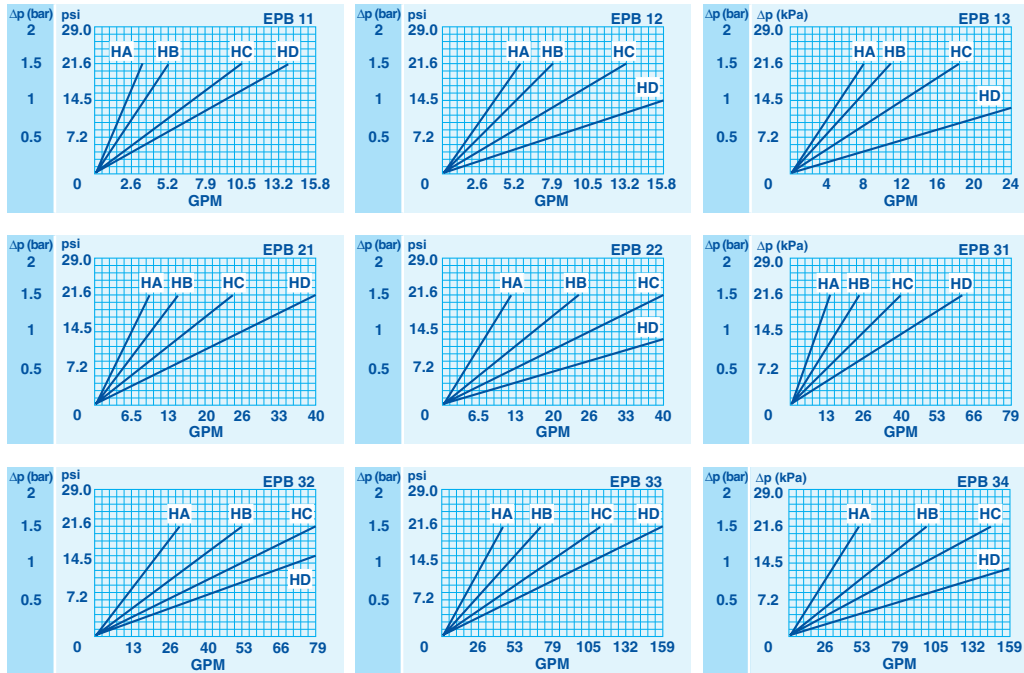 Δp (bar) psi EPB 11
2 29.0
HA HB HC HD
1.5 21.6
1 14.5
0.5 7.2
0 2.6 5.2 7.9 10.5 13.2 15.8
GPM
Δp (bar) psi EPB 12
2 29.0
HA HB HC
1.5 21.6
HD
1 14.5
0.5 7.2
0 2.6 5.2 7.9 10.5 13.2 15.8
GPM
Δp (bar) Δp (kPa) EPB 13
2 29.0
HA HB HC
1.5 21.6
HD
1 14.5
0.5 7.2
0 4 8 12 16 20 24
GPM
Δp (bar) psi EPB 21
2 29.0
HA HB HC HD
1.5 21.6
1 14.5
0.5 7.2
0 6.5 13 20 26 33 40
GPM
Δp (bar) psi EPB 22
2 29.0
HA HB HC
1.5 21.6
HD
1 14.5
0.5 7.2
0 6.5 13 20 26 33 40
GPM
Δp (bar) Δp (kPa) EPB 31
2 29.0
HA HB HC HD
1.5 21.6
1 14.5
0.5 7.2
0 13 26 40 53 66 79
GPM
Δp (bar) psi EPB 32
2 29.0
HA HB HC
1.5 21.6
1 14.5
HD
0.5 7.2
0 13 26 40 53 66 79
GPM
Δp (bar) psi EPB 33
2 29.0
HA HB HC HD
1.5 21.6
1 14.5
0.5 7.2
0 26 53 79 105 132 159
GPM
Δp (bar) Δp (kPa) EPB 34
2 29.0
HA HB HC
1.5 21.6
HD
1 14.5
0.5 7.2
0 26 53 79 105 132 159
GPM